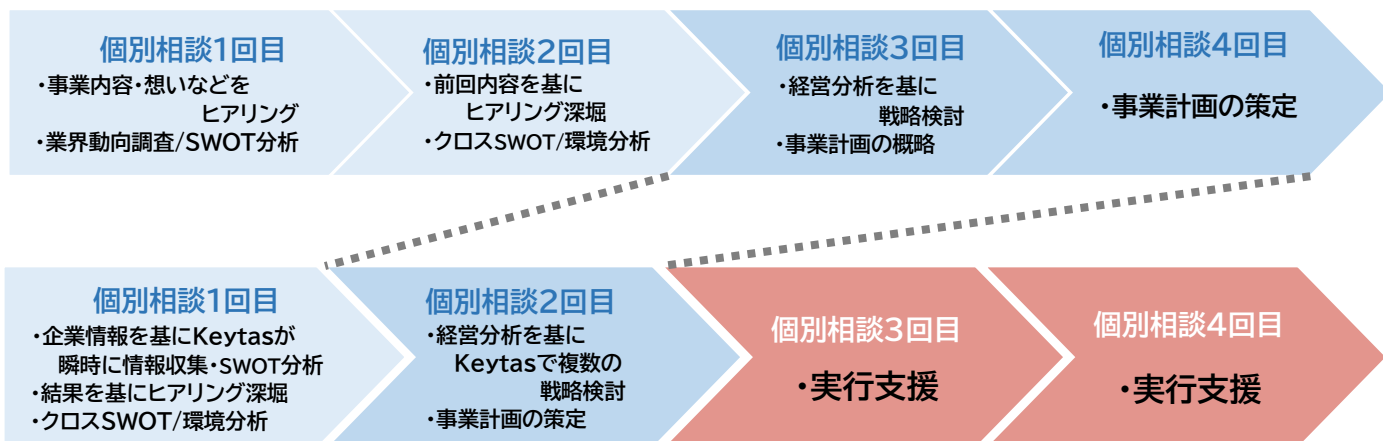 個別相談1回目
・事業内容・想いなどを
ヒアリング
・業界動向調査/SWOT分析
個別相談2回目
・前回内容を基に
ヒアリング深堀
・クロスSWOT/環境分析
個別相談3回目
・経営分析を基に
戦略検討
・事業計画の概略
個別相談4回目
・事業計画の策定
個別相談1回目
・企業情報を基にKeytasが
瞬時に情報収集・SWOT分析
・結果を基にヒアリング深堀
・クロスSWOT/環境分析
個別相談2回目
・経営分析を基に
Keytasで複数の
戦略検討
・事業計画の策定
個別相談3回目
・実行支援
個別相談4回目
・実行支援